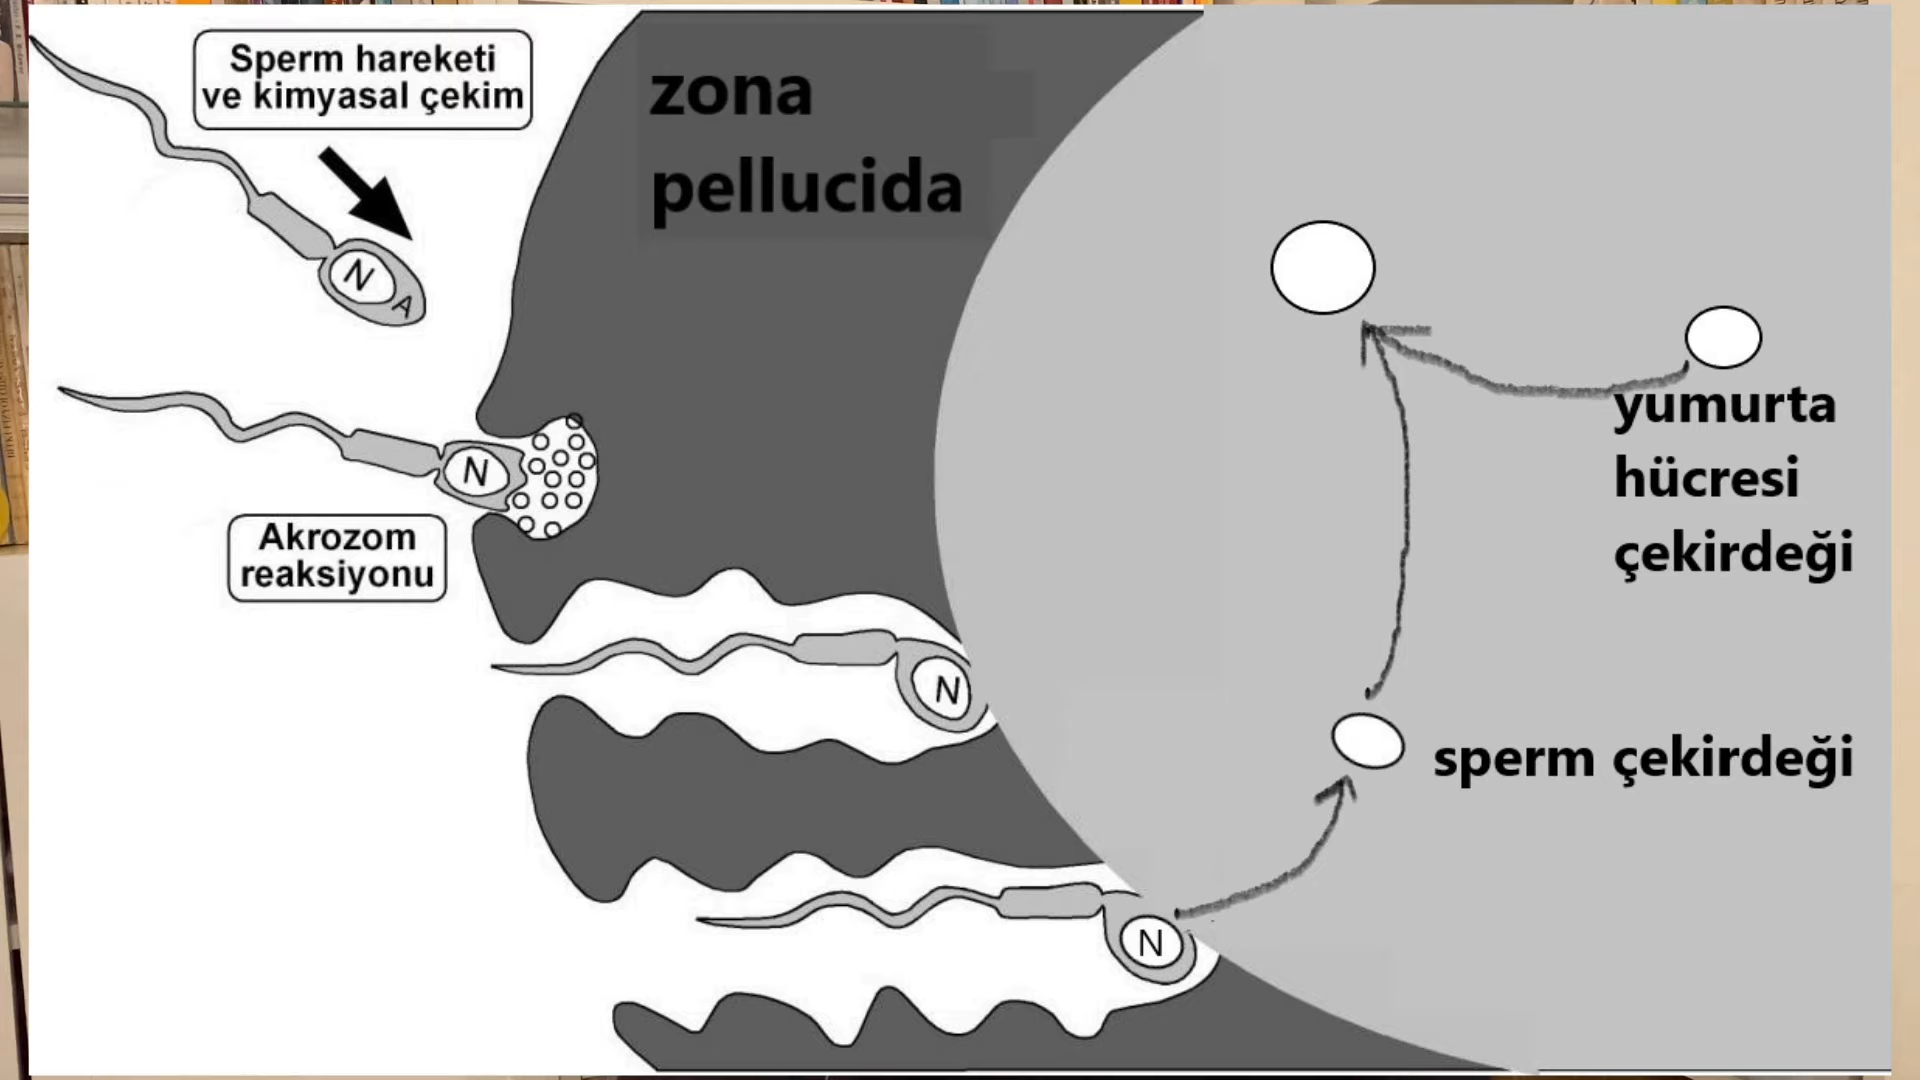 Sperm hareketi
ve kimyasal çekim
zona
pellucida
N
A
yumurta
hücresi
çekirdeği
N
Akrozom
reaksiyonu
N
sperm çekirdeği
N